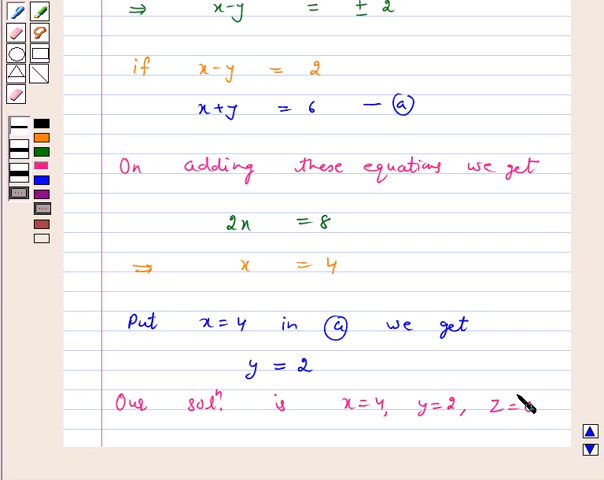 ⇒ x-y = ± 2
if x-y = 2
x+y = 6 — ⓐ
On adding these equations we get
2x = 8
⇒ x = 4
Put x=4 in ⓐ we get
y = 2
Our solⁿ. is x=4, y=2, z=